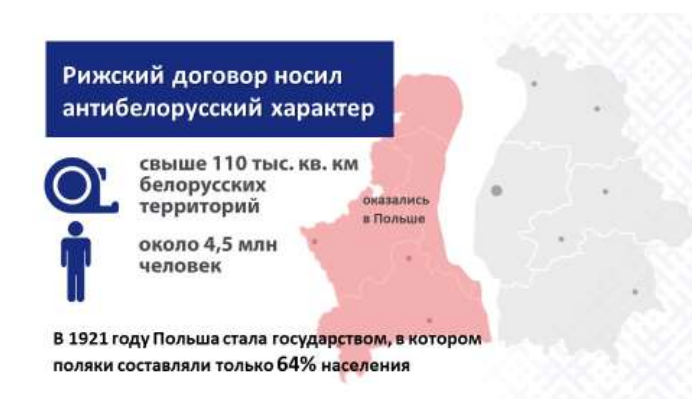 Рижский договор носил
антибелорусский характер
свыше 110 тыс. кв. км
белорусских
территорий
оказались
в Польше
около 4,5 млн
человек
В 1921 году Польша стала государством, в котором
поляки составляли только 64% населения